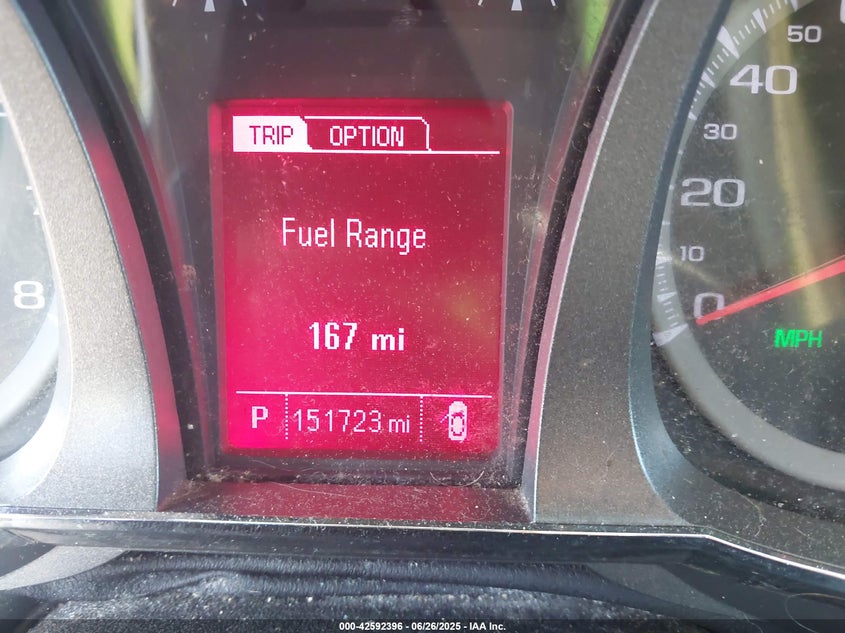 TRIP OPTION
Fuel Range
167 mi
P 151723 mi
8
50
40
30
20
10
0
MPH
000-42592396 - 06/26/2025 - IAA Inc.